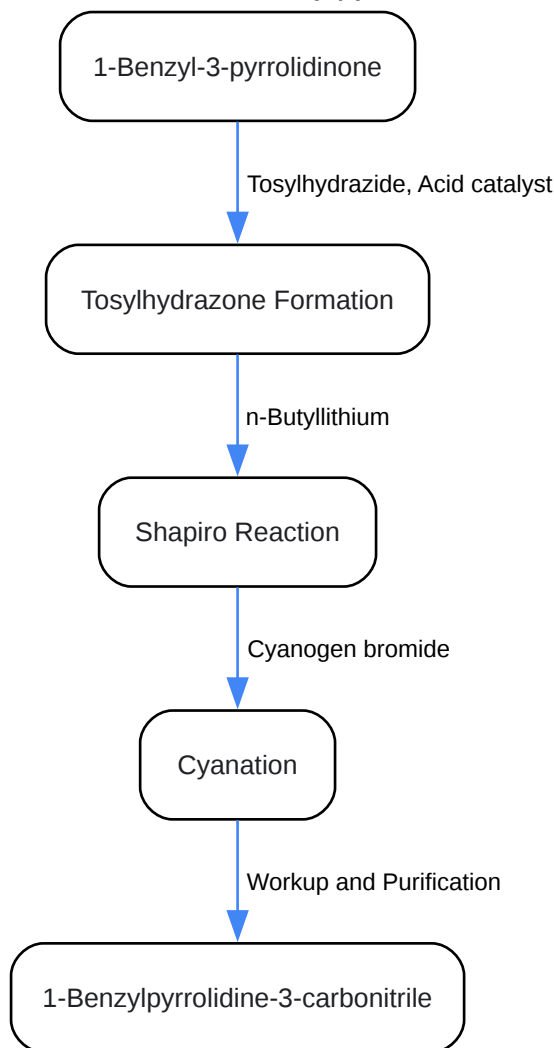 1-Benzyl-3-pyrrolidinone
Tosylhydrazide, Acid catalyst
Tosylhydrazone Formation
n-Butyllithium
Shapiro Reaction
Cyanogen bromide
Cyanation
Workup and Purification
1-Benzylpyrrolidine-3-carbonitrile